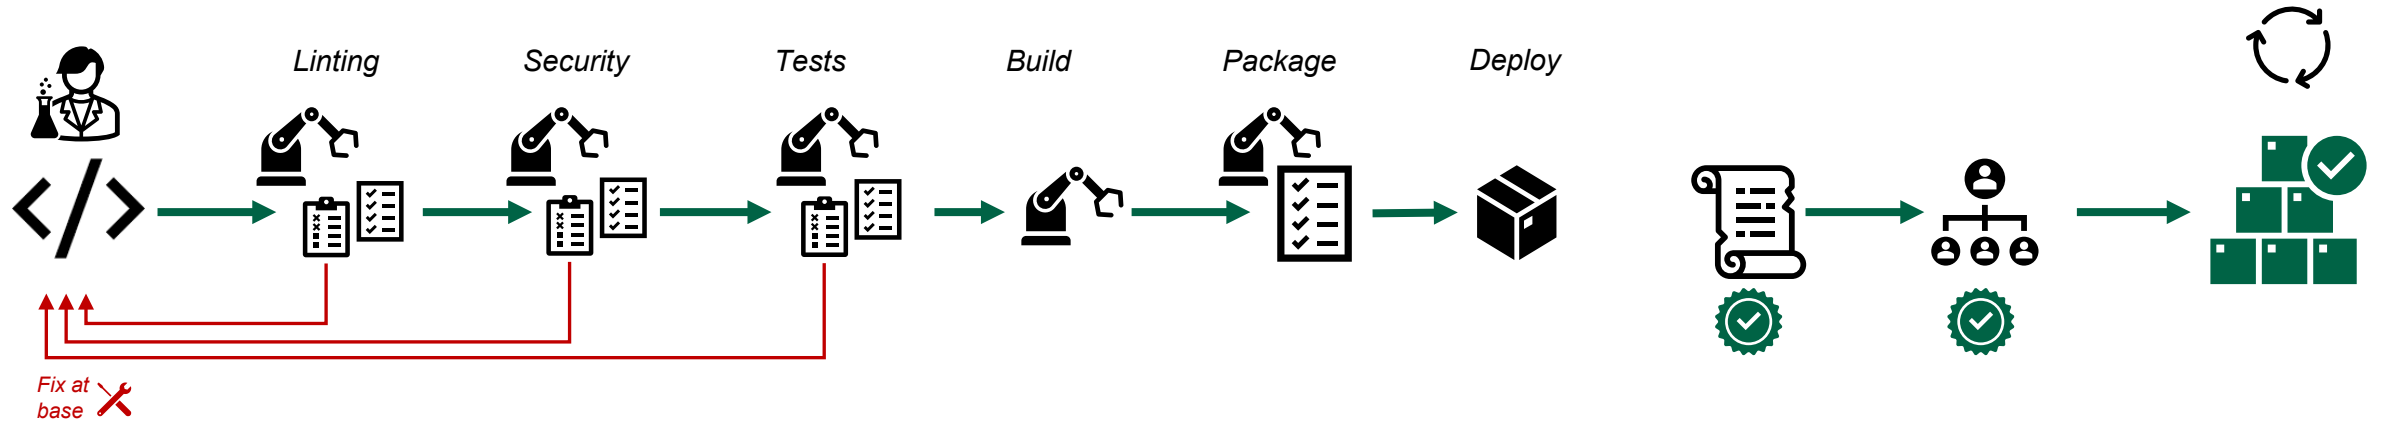 Linting
Security
Tests
Build
Package
Deploy
Fix at
base